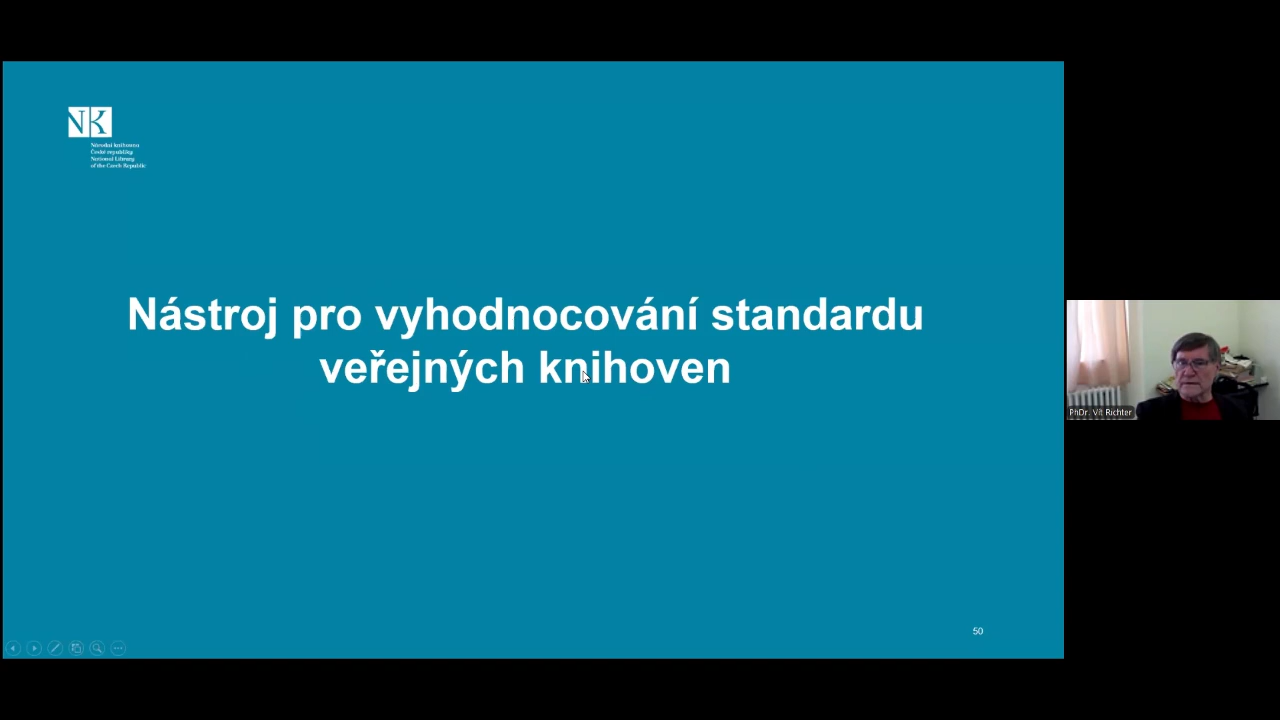 NK
Národní knihovna
České republiky
National Library
of the Czech Republic
Nástroj pro vyhodnocování standardu
veřejných knihoven
PhDr. Vít Richter
50